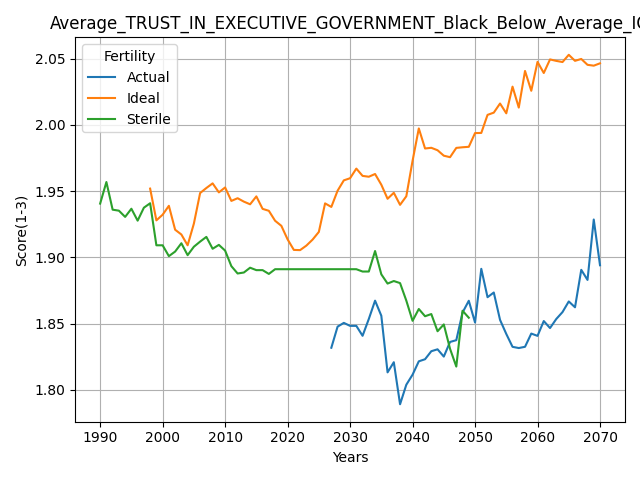 Average_TRUST_IN_EXECUTIVE_GOVERNMENT_Black_Below_Average_IQ
Fertility
Actual
Ideal
Sterile
2.05
2.00
1.95
1.90
1.85
1.80
Score(1-3)
1990 2000 2010 2020 2030 2040 2050 2060 2070
Years